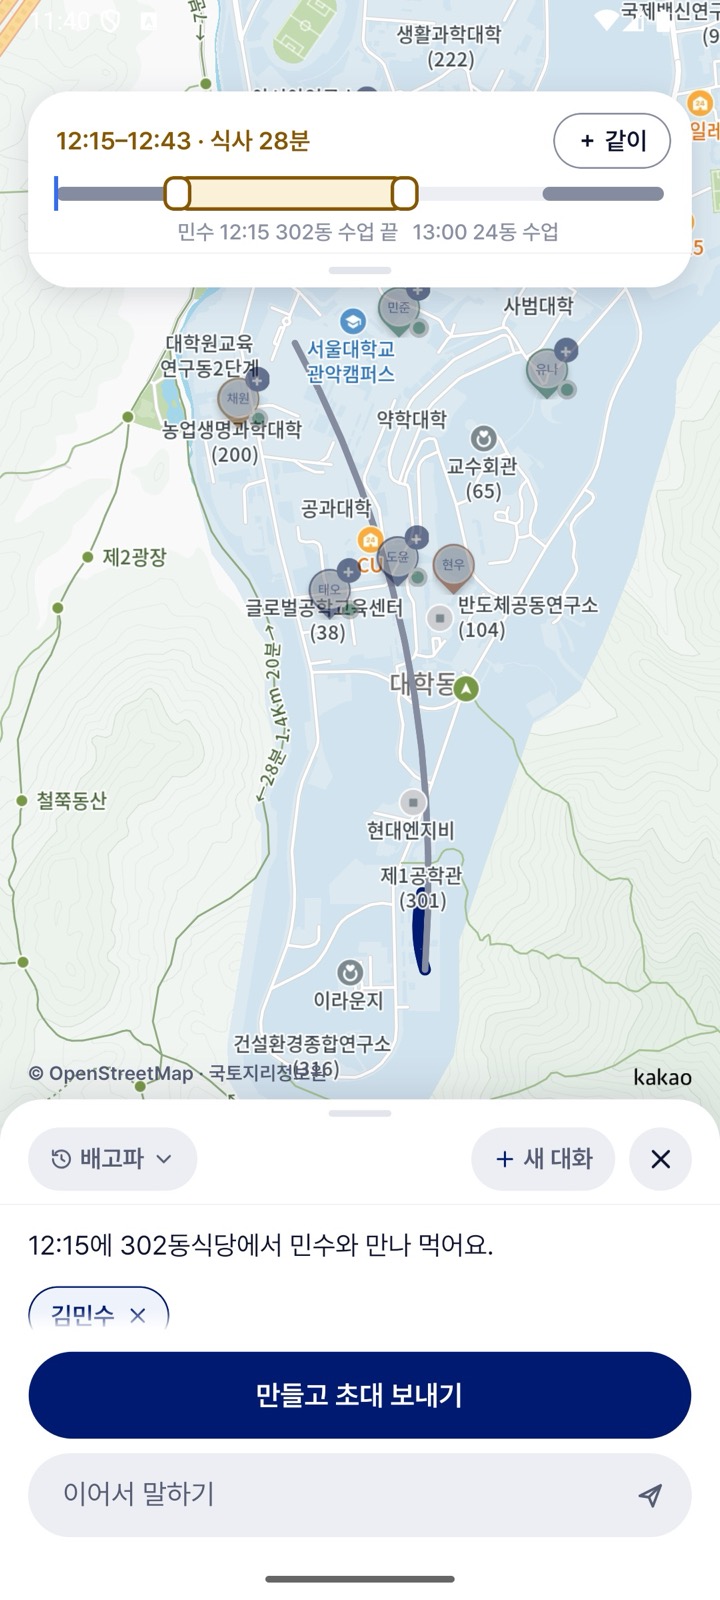 11:40
생활과학대학
(222)
12:15–12:43 · 식사 28분
+ 같이
민수 12:15 302동 수업 끝 13:00 24동 수업
민준
사범대학
대학원교육
연구동2단계
서울대학교
관악캠퍼스
유나
채원
농업생명과학대학
(200)
약학대학
교수회관
(65)
공과대학
제2광장
CU
도윤
현우
태오
글로벌공학교육센터
(38)
반도체공동연구소
(104)
대학동
←28분 1.4km 20분→
철쭉동산
현대엔지비
제1공학관
(301)
이라운지
건설환경종합연구소
(316)
© OpenStreetMap · 국토지리정보원
kakao
배고파
+ 새 대화
12:15에 302동식당에서 민수와 만나 먹어요.
김민수
만들고 초대 보내기
이어서 말하기